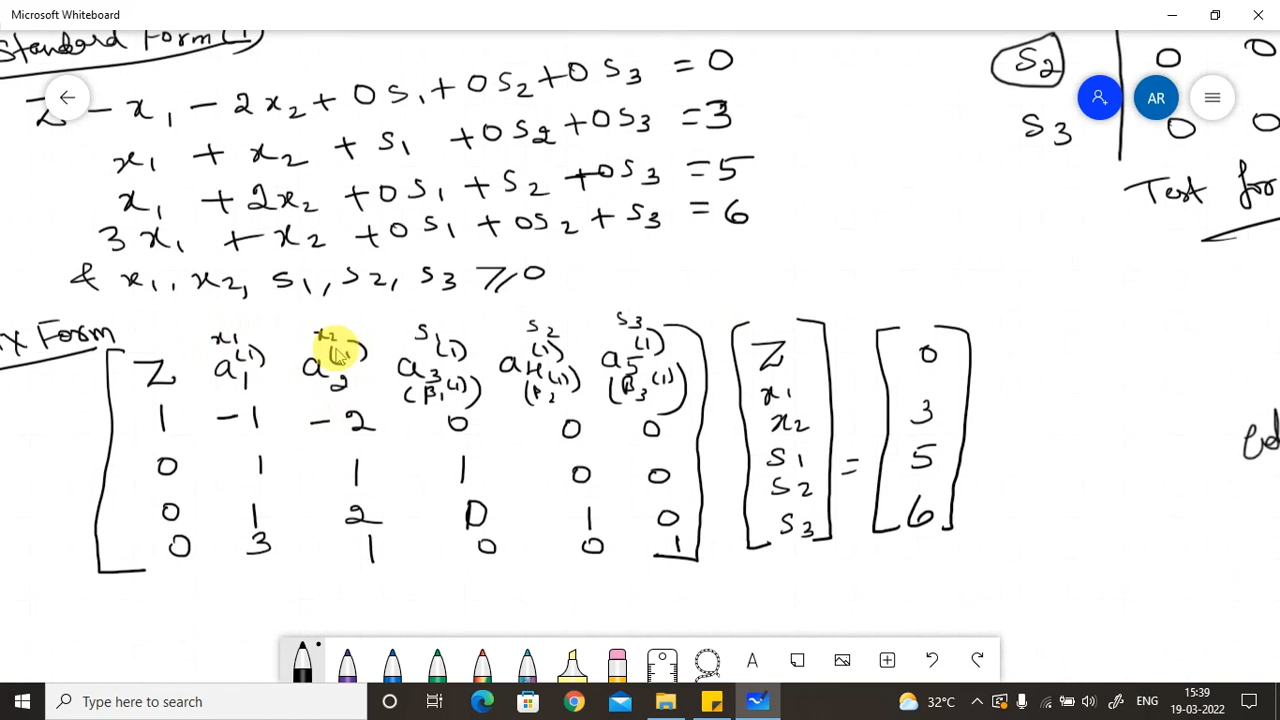 Microsoft Whiteboard
Standard Form (1)
Z - x₁ - 2x₂ + 0s₁ + 0s₂ + 0s₃ = 0
x₁ + x₂ + s₁ + 0s₂ + 0s₃ = 3
x₁ + 2x₂ + 0s₁ + s₂ + 0s₃ = 5
3x₁ + x₂ + 0s₁ + 0s₂ + s₃ = 6
& x₁, x₂, s₁, s₂, s₃ ≥ 0
s₂ 0 0
s₃ 0 0
AR
Test for
x Form
x₁ x₂ s₁ s₂ s₃
Z a₁⁽¹⁾ a₂⁽¹⁾ a₃⁽¹⁾ a₄⁽¹⁾ a₅⁽¹⁾
(β₁⁽¹⁾) (β₂⁽¹⁾) (β₃⁽¹⁾)
1 -1 -2 0 0 0
0 1 1 1 0 0
0 1 2 0 1 0
0 3 1 0 0 1
Z
x₁
x₂
s₁
s₂
s₃
=
0
3
5
6
A
Type here to search
32°C
ENG
15:39
19-03-2022